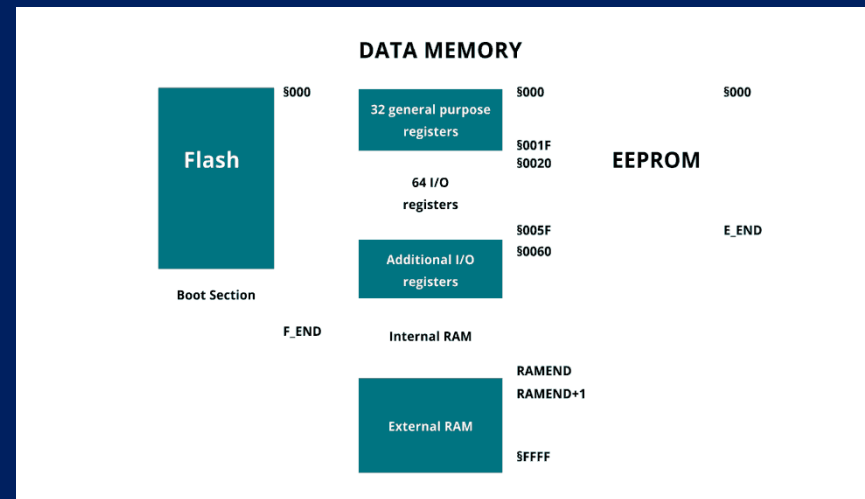 DATA MEMORY
Flash
§000
Boot Section
F_END
32 general purpose
registers
§000
§001F
§0020
64 I/O
registers
§005F
§0060
Additional I/O
registers
Internal RAM
RAMEND
RAMEND+1
External RAM
§FFFF
§000
EEPROM
E_END